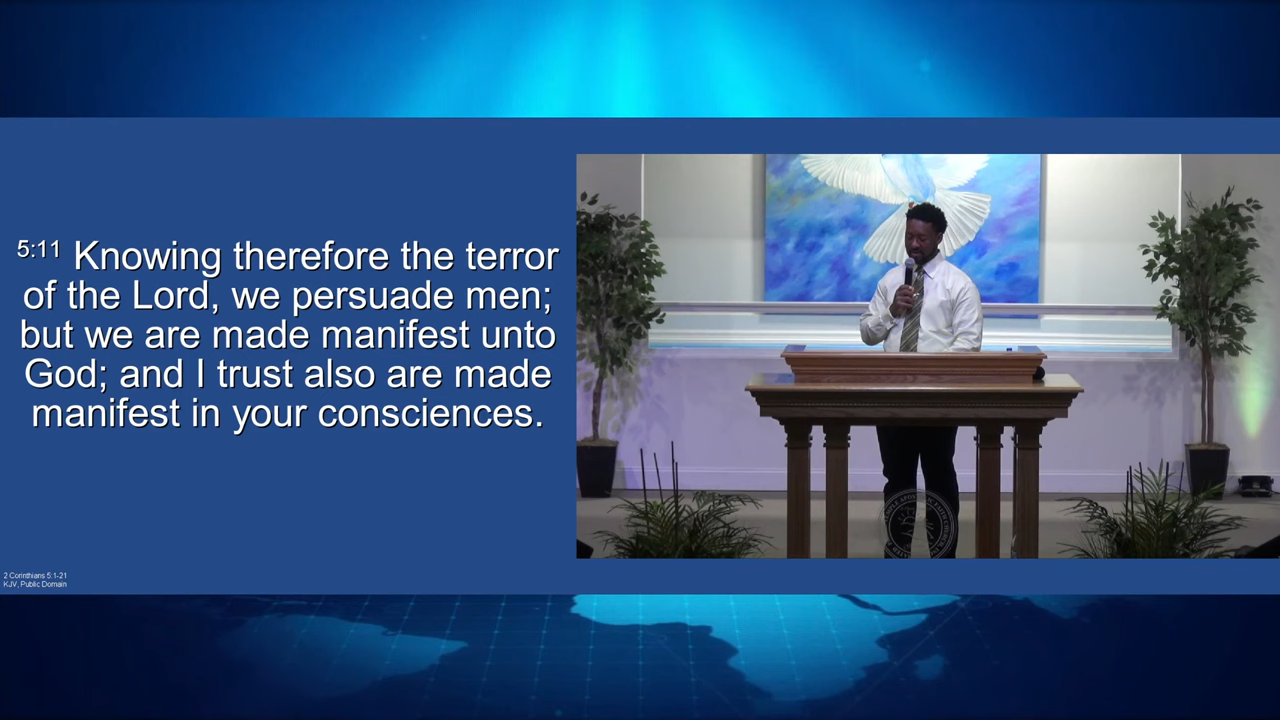 5:11 Knowing therefore the terror
of the Lord, we persuade men;
but we are made manifest unto
God; and I trust also are made
manifest in your consciences.
2 Corinthians 5:1-21
KJV, Public Domain